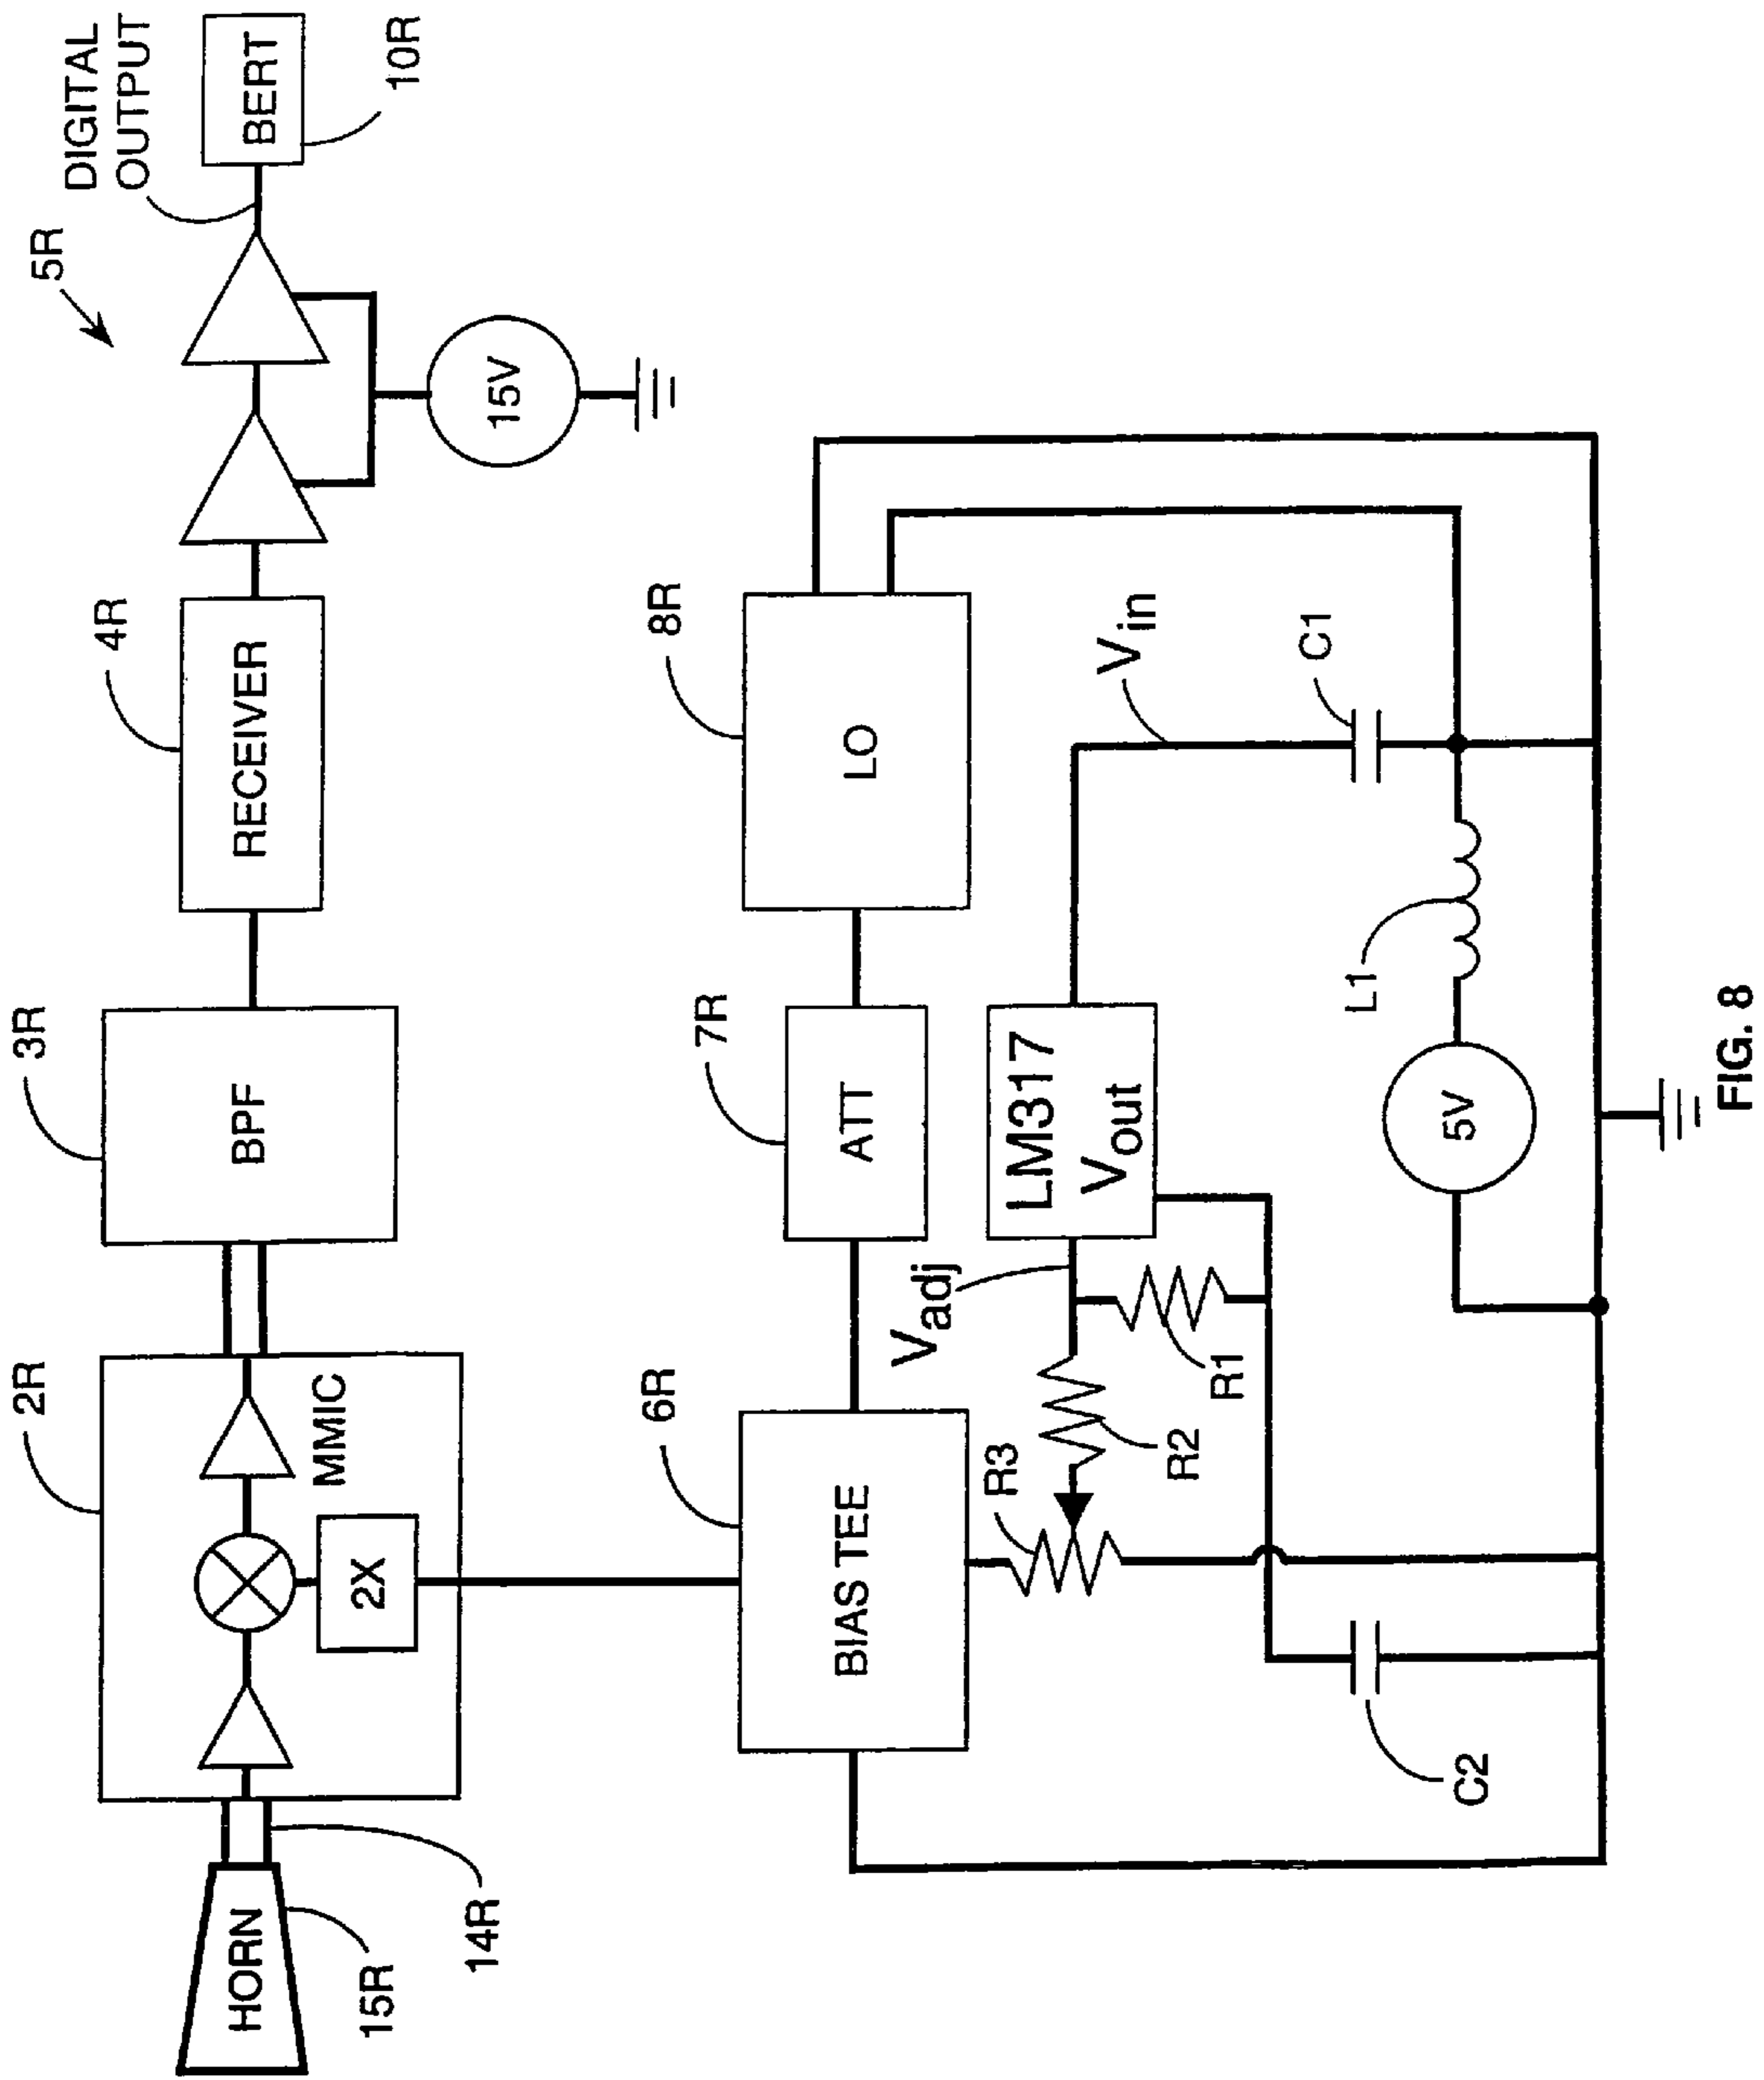 DIGITAL
OUTPUT
5R
BERT
10R
15V
4R
RECEIVER
3R
BPF
2R
MMIC
2X
HORN
15R
14R
8R
LO
7R
ATT
6R
BIAS TEE
Vadj
LM317
Vout
Vin
C1
L1
5V
R1
R2
R3
C2
FIG. 8